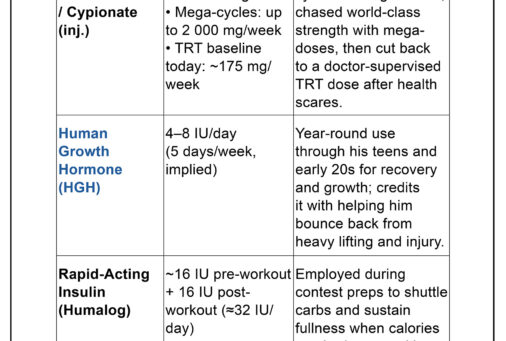 / Cypionate
(inj.)
• Mega-cycles: up
to 2 000 mg/week
• TRT baseline
today: ~175 mg/
week
chased world-class
strength with mega-
doses, then cut back
to a doctor-supervised
TRT dose after health
scares.
Human
Growth
Hormone
(HGH)
4–8 IU/day
(5 days/week,
implied)
Year-round use
through his teens and
early 20s for recovery
and growth; credits
it with helping him
bounce back from
heavy lifting and injury.
Rapid-Acting
Insulin
(Humalog)
~16 IU pre-workout
+ 16 IU post-
workout (≈32 IU/
day)
Employed during
contest preps to shuttle
carbs and sustain
fullness when calories